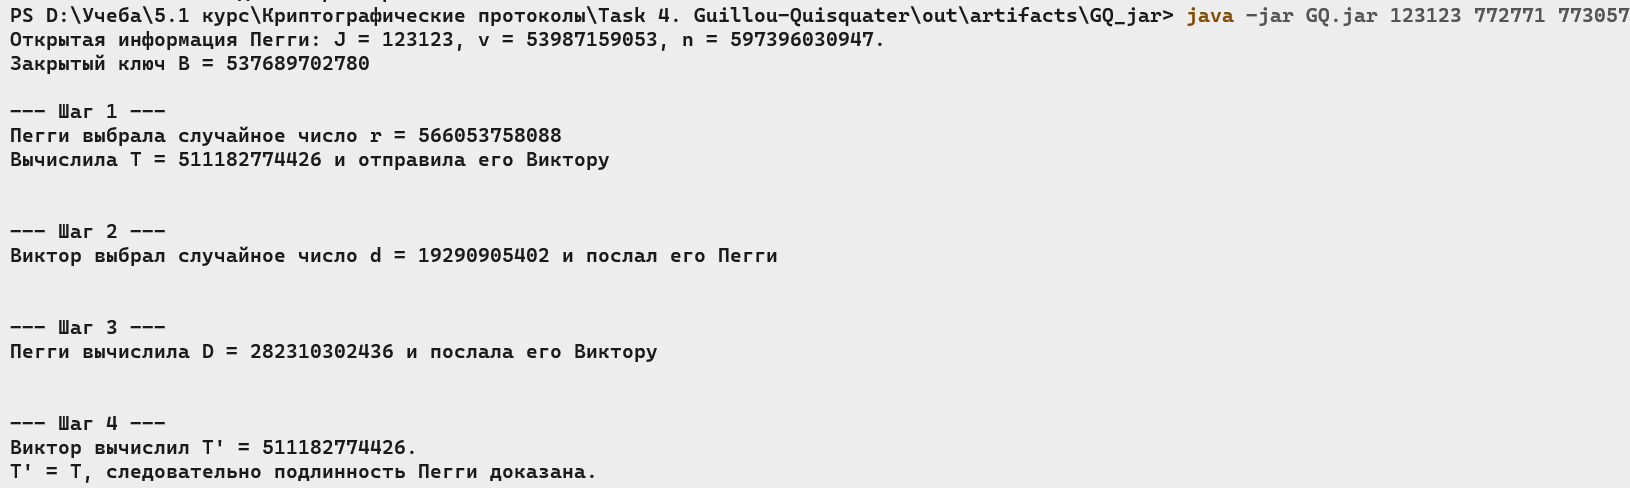 PS D:\Учеба\5.1 курс\Криптографические протоколы\Task 4. Guillou-Quisquater\out\artifacts\GQ_jar> java -jar GQ.jar 123123 772771 773057
Открытая информация Пегги: J = 123123, v = 53987159053, n = 597396030947.
Закрытый ключ B = 537689702780
--- Шаг 1 ---
Пегги выбрала случайное число r = 566053758088
Вычислила T = 511182774426 и отправила его Виктору
--- Шаг 2 ---
Виктор выбрал случайное число d = 19290905402 и послал его Пегги
--- Шаг 3 ---
Пегги вычислила D = 282310302436 и послала его Виктору
--- Шаг 4 ---
Виктор вычислил T' = 511182774426.
T' = T, следовательно подлинность Пегги доказана.